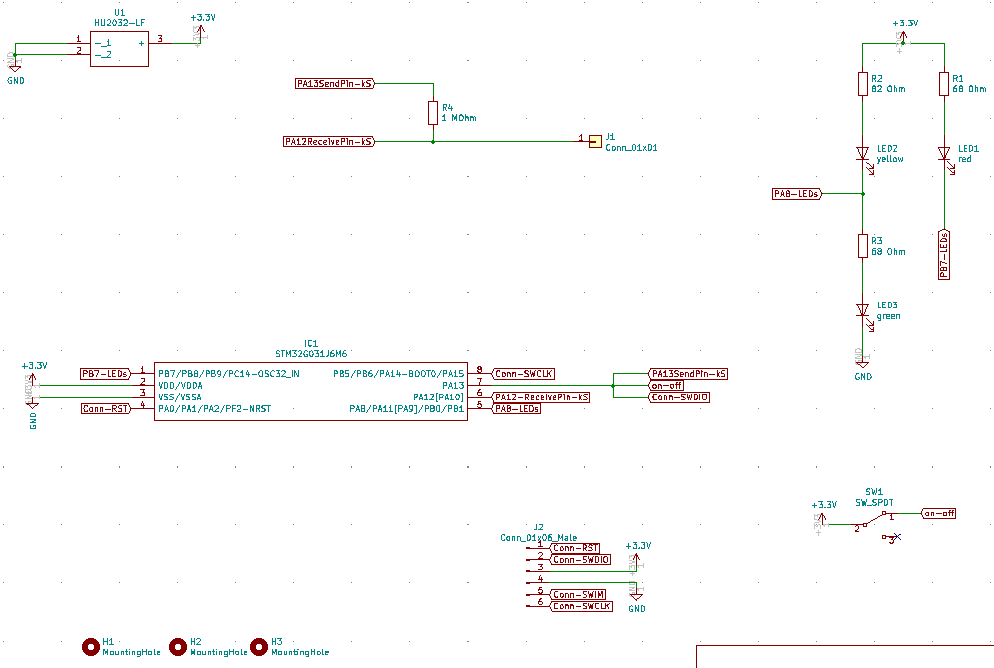 U1
HU2032-LF
1
-_1
+
3
2
-_2
GND
+3.3V
PA13SendPin-kS
R4
1 MOhm
PA12ReceivePin-kS
1
J1
Conn_01x01
+3.3V
R2
82 Ohm
R1
68 Ohm
LED2
yellow
LED1
red
PA8-LEDs
R3
68 Ohm
PB7-LEDs
LED3
green
GND
IC1
STM32G031J6M6
+3.3V
PB7-LEDs
1
PB7/PB8/PB9/PC14-OSC32_IN
PB5/PB6/PA14-BOOT0/PA15
8
Conn-SWCLK
PA13SendPin-kS
2
VDD/VDDA
PA13
7
on-off
3
VSS/VSSA
PA12[PA10]
6
PA12-ReceivePin-kS
Conn-SWDIO
Conn-RST
4
PA0/PA1/PA2/PF2-NRST
PA8/PA11[PA9]/PB0/PB1
5
PA8-LEDs
GND
SW1
SW_SPDT
+3.3V
2
1
on-off
3
J2
Conn_01x06_Male
1
Conn-RST
2
Conn-SWDIO
3
+3.3V
4
5
Conn-SWIM
6
Conn-SWCLK
GND
H1
MountingHole
H2
MountingHole
H3
MountingHole